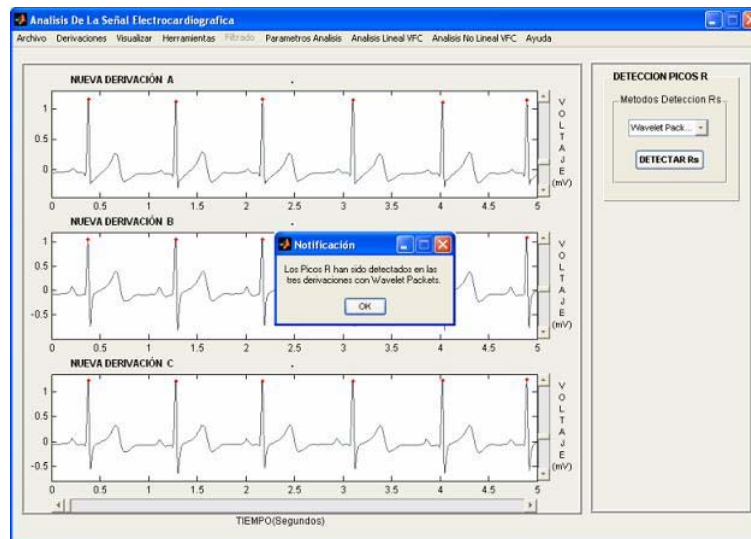 Analisis De La Señal Electrocardiografica
Archivo Derivaciones Visualizar Herramientas Filtrado Parametros Analisis Analisis Lineal VFC Analisis No Lineal VFC Ayuda
NUEVA DERIVACIÓN A
1
0.5
0
0 0.5 1 1.5 2 2.5 3 3.5 4 4.5 5
VOLTAJE
(mV)
NUEVA DERIVACIÓN B
1
0.5
0
-0.5
0 0.5 1 1.5 2 2.5 3 3.5 4 4.5 5
VOLTAJE
(mV)
NUEVA DERIVACIÓN C
1
0.5
0
-0.5
0 0.5 1 1.5 2 2.5 3 3.5 4 4.5 5
VOLTAJE
(mV)
TIEMPO(Segundos)
Notificación
Los Picos R han sido detectados en las
tres derivaciones con Wavelet Packets.
OK
DETECCION PICOS R
Metodos Deteccion Rs
Wavelet Pack...
DETECTAR Rs